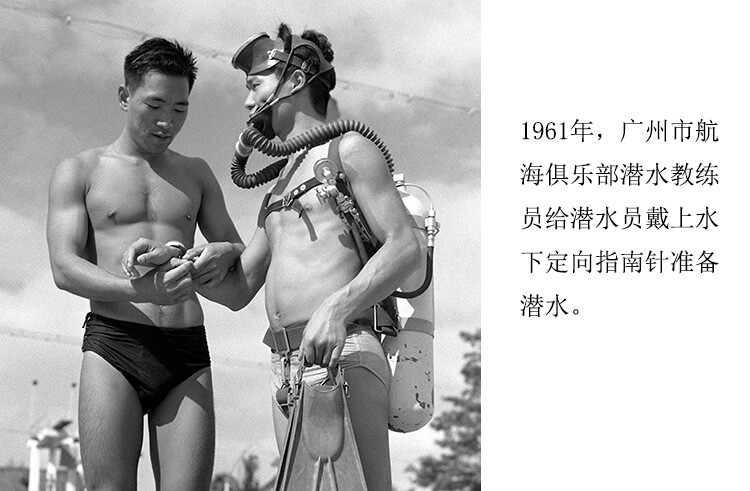 1961年，广州市航
海俱乐部潜水教练
员给潜水员戴上水
下定向指南针准备
潜水。